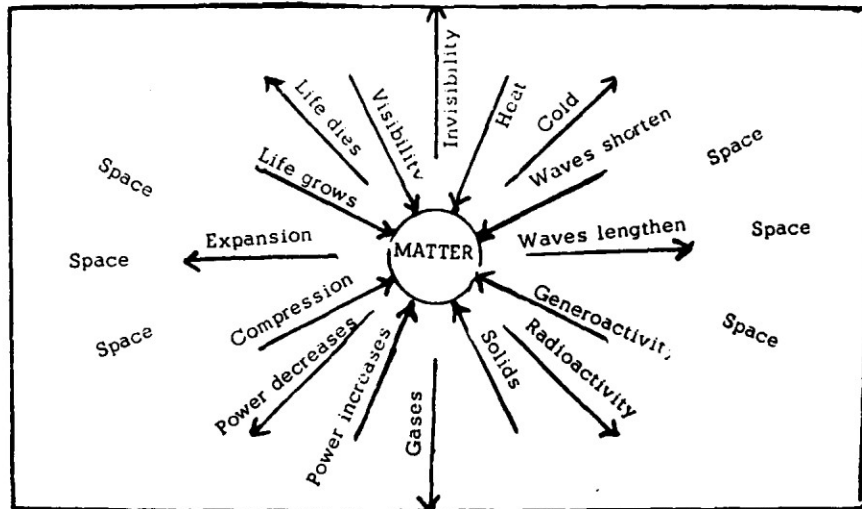 Invisibility
Life dies
Visibility
Heat
Cold
Life grows
Waves shorten
Space
Space
Expansion
MATTER
Waves lengthen
Space
Space
Compression
Generoactivity
Space
Space
Power decreases
Power increases
Gases
Solids
Radioactivity